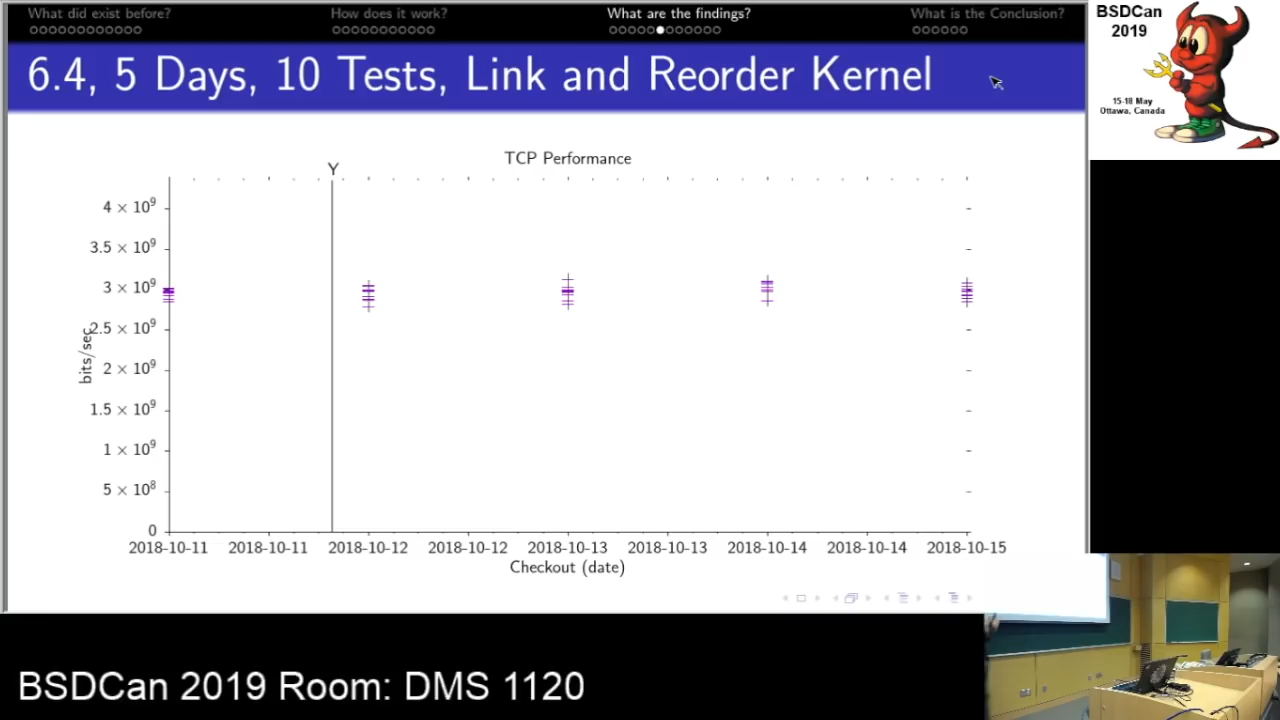 What did exist before?
How does it work?
What are the findings?
What is the Conclusion?
BSDCan
2019
15-18 May
Ottawa, Canada
6.4, 5 Days, 10 Tests, Link and Reorder Kernel
TCP Performance
Y
4 × 10⁹
3.5 × 10⁹
3 × 10⁹
2.5 × 10⁹
2 × 10⁹
1.5 × 10⁹
1 × 10⁹
5 × 10⁸
0
bits/sec
2018-10-11 2018-10-11 2018-10-12 2018-10-12 2018-10-13 2018-10-13 2018-10-14 2018-10-14 2018-10-15
Checkout (date)
BSDCan 2019 Room: DMS 1120